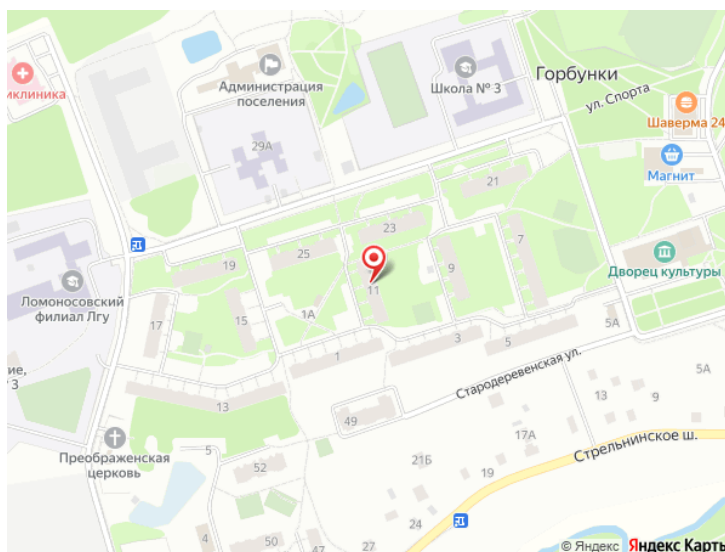 Администрация
поселения
Школа № 3
Горбунки
ул. Спорта
Шаверма 24
Магнит
иклиника
29А
21
23
25
19
7
9
11
Дворец культуры
Ломоносовский
филиал Лгу
17
15
1А
1
3
5
5А
ие,
° 3
13
49
Стародеревенская ул.
5А
9
13
17А
Стрельнинское ш.
Преображенская
церковь
5
52
21Б
19
4
50
47
27
24
© Яндекс Яндекс Карты